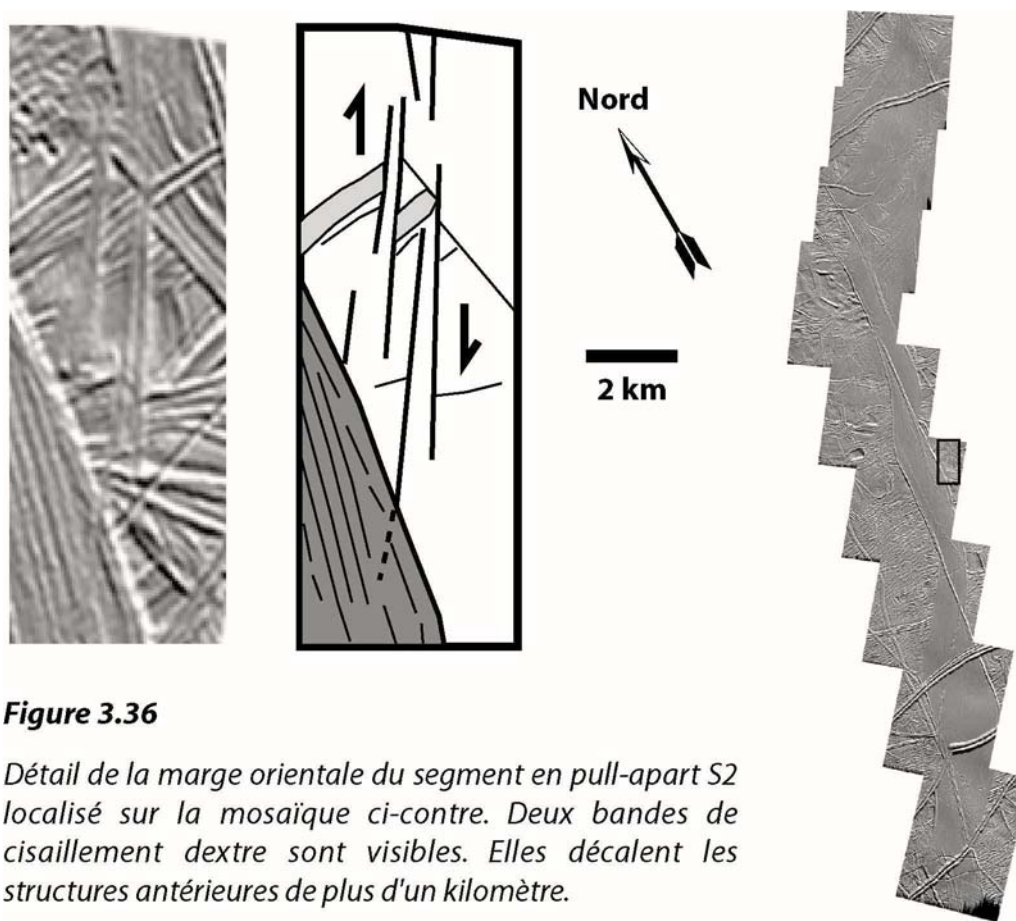 Nord
2 km
Figure 3.36
Détail de la marge orientale du segment en pull-apart S2
localisé sur la mosaïque ci-contre. Deux bandes de
cisaillement dextre sont visibles. Elles décalent les
structures antérieures de plus d'un kilomètre.